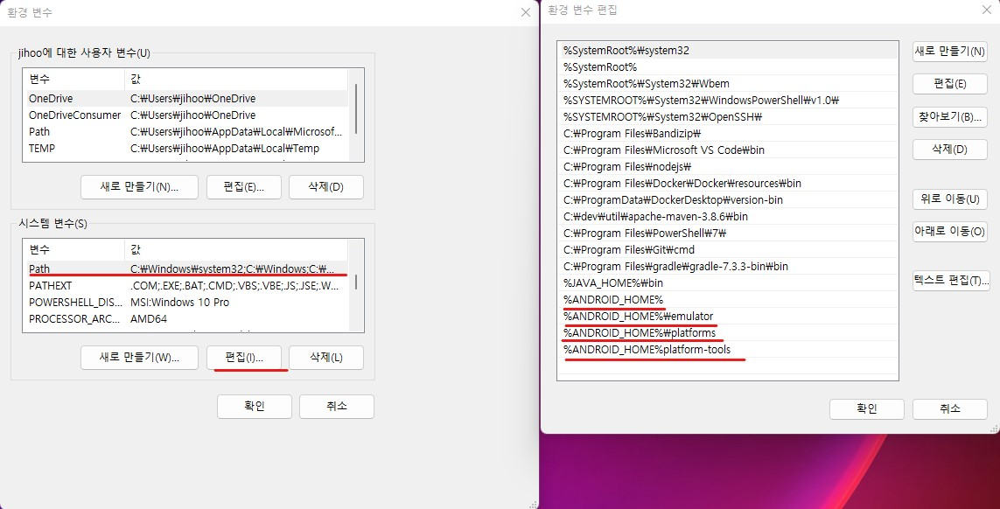 환경 변수
jihoo에 대한 사용자 변수(U)
변수 값
OneDrive C:₩Users₩jihoo₩OneDrive
OneDriveConsumer C:₩Users₩jihoo₩OneDrive
Path C:₩Users₩jihoo₩AppData₩Local₩Microsof...
TEMP C:₩Users₩jihoo₩AppData₩Local₩Temp
새로 만들기(N)... 편집(E)... 삭제(D)
시스템 변수(S)
변수 값
Path C:₩Windows₩system32;C:₩Windows;C:₩...
PATHEXT .COM;.EXE;.BAT;.CMD;.VBS;.VBE;.JS;.JSE;.W...
POWERSHELL_DIS... MSI:Windows 10 Pro
PROCESSOR_ARC... AMD64
새로 만들기(W)... 편집(I)... 삭제(L)
확인 취소
환경 변수 편집
%SystemRoot%₩system32
%SystemRoot%
%SystemRoot%₩System32₩Wbem
%SYSTEMROOT%₩System32₩WindowsPowerShell₩v1.0₩
%SYSTEMROOT%₩System32₩OpenSSH₩
C:₩Program Files₩Bandizip₩
C:₩Program Files₩Microsoft VS Code₩bin
C:₩Program Files₩nodejs₩
C:₩Program Files₩Docker₩Docker₩resources₩bin
C:₩ProgramData₩DockerDesktop₩version-bin
C:₩dev₩util₩apache-maven-3.8.6₩bin
C:₩Program Files₩PowerShell₩7₩
C:₩Program Files₩Git₩cmd
C:₩Program Files₩gradle₩gradle-7.3.3-bin₩bin
%JAVA_HOME%₩bin
%ANDROID_HOME%
%ANDROID_HOME%₩emulator
%ANDROID_HOME%₩platforms
%ANDROID_HOME%platform-tools
새로 만들기(N)
편집(E)
찾아보기(B)...
삭제(D)
위로 이동(U)
아래로 이동(O)
텍스트 편집(T)...
확인 취소